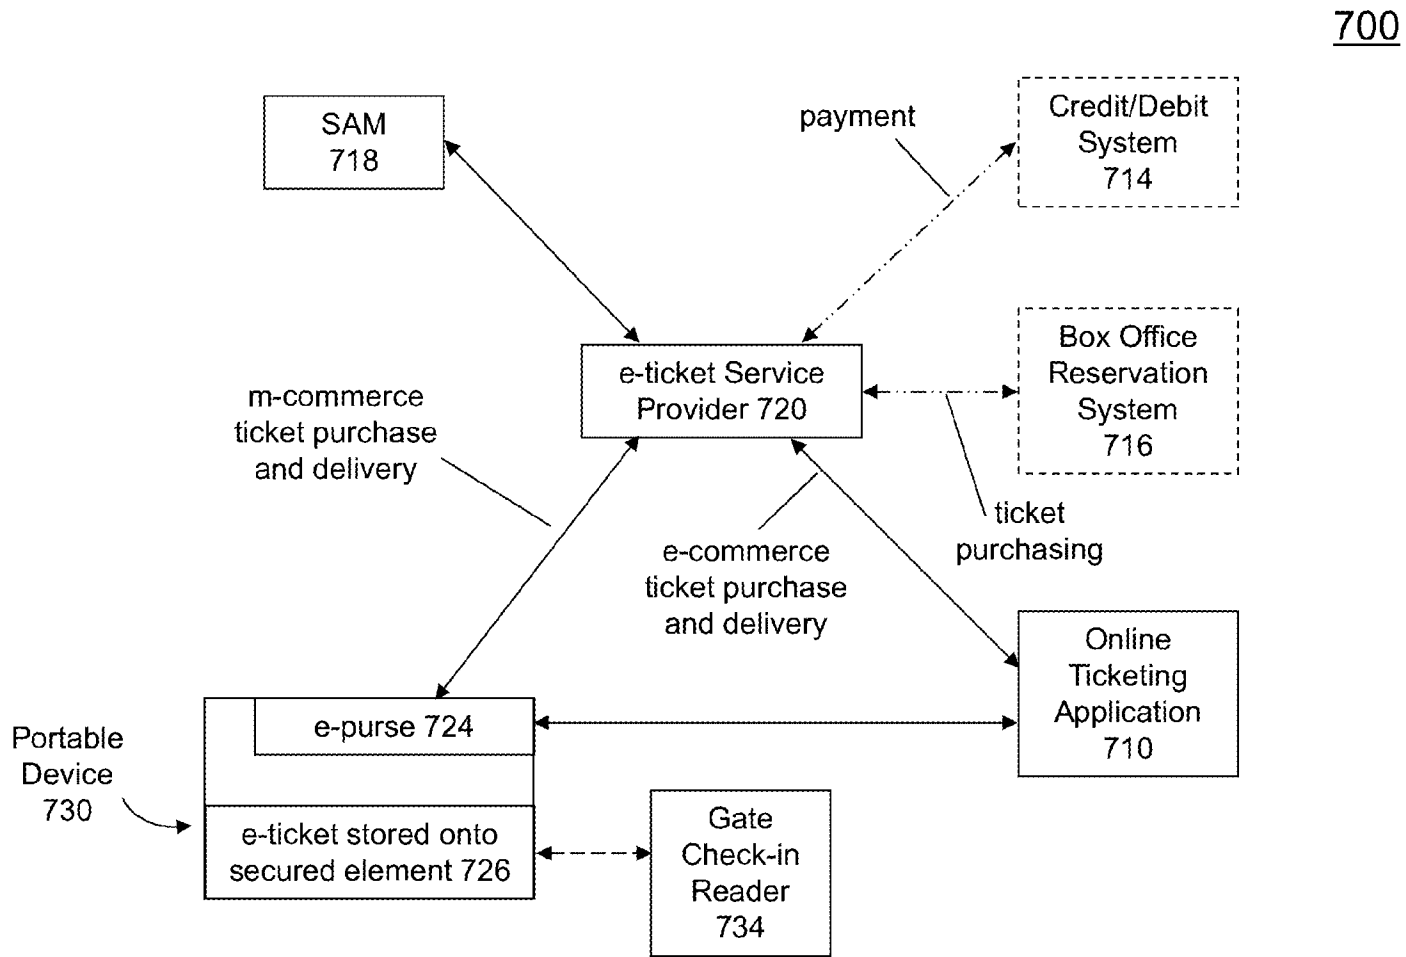 700
SAM
718
payment
Credit/Debit
System
714
e-ticket Service
Provider 720
Box Office
Reservation
System
716
m-commerce
ticket purchase
and delivery
ticket
purchasing
e-commerce
ticket purchase
and delivery
Online
Ticketing
Application
710
e-purse 724
Portable
Device
730
e-ticket stored onto
secured element 726
Gate
Check-in
Reader
734